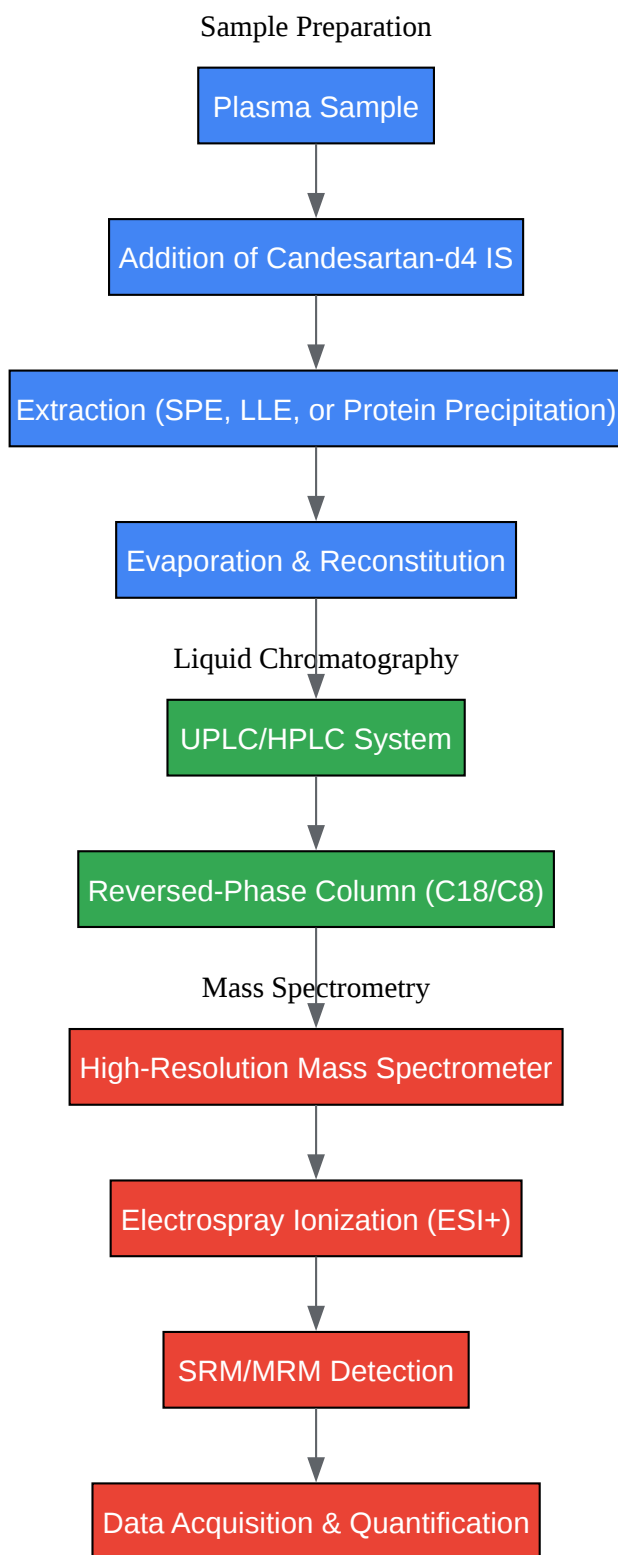 Sample Preparation
Plasma Sample
Addition of Candesartan-d4 IS
Extraction (SPE, LLE, or Protein Precipitation)
Evaporation & Reconstitution
Liquid Chromatography
UPLC/HPLC System
Reversed-Phase Column (C18/C8)
Mass Spectrometry
High-Resolution Mass Spectrometer
Electrospray Ionization (ESI+)
SRM/MRM Detection
Data Acquisition & Quantification